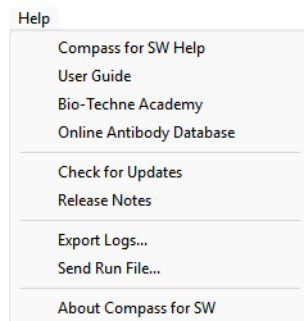 Help
Compass for SW Help
User Guide
Bio-Techne Academy
Online Antibody Database
Check for Updates
Release Notes
Export Logs...
Send Run File...
About Compass for SW